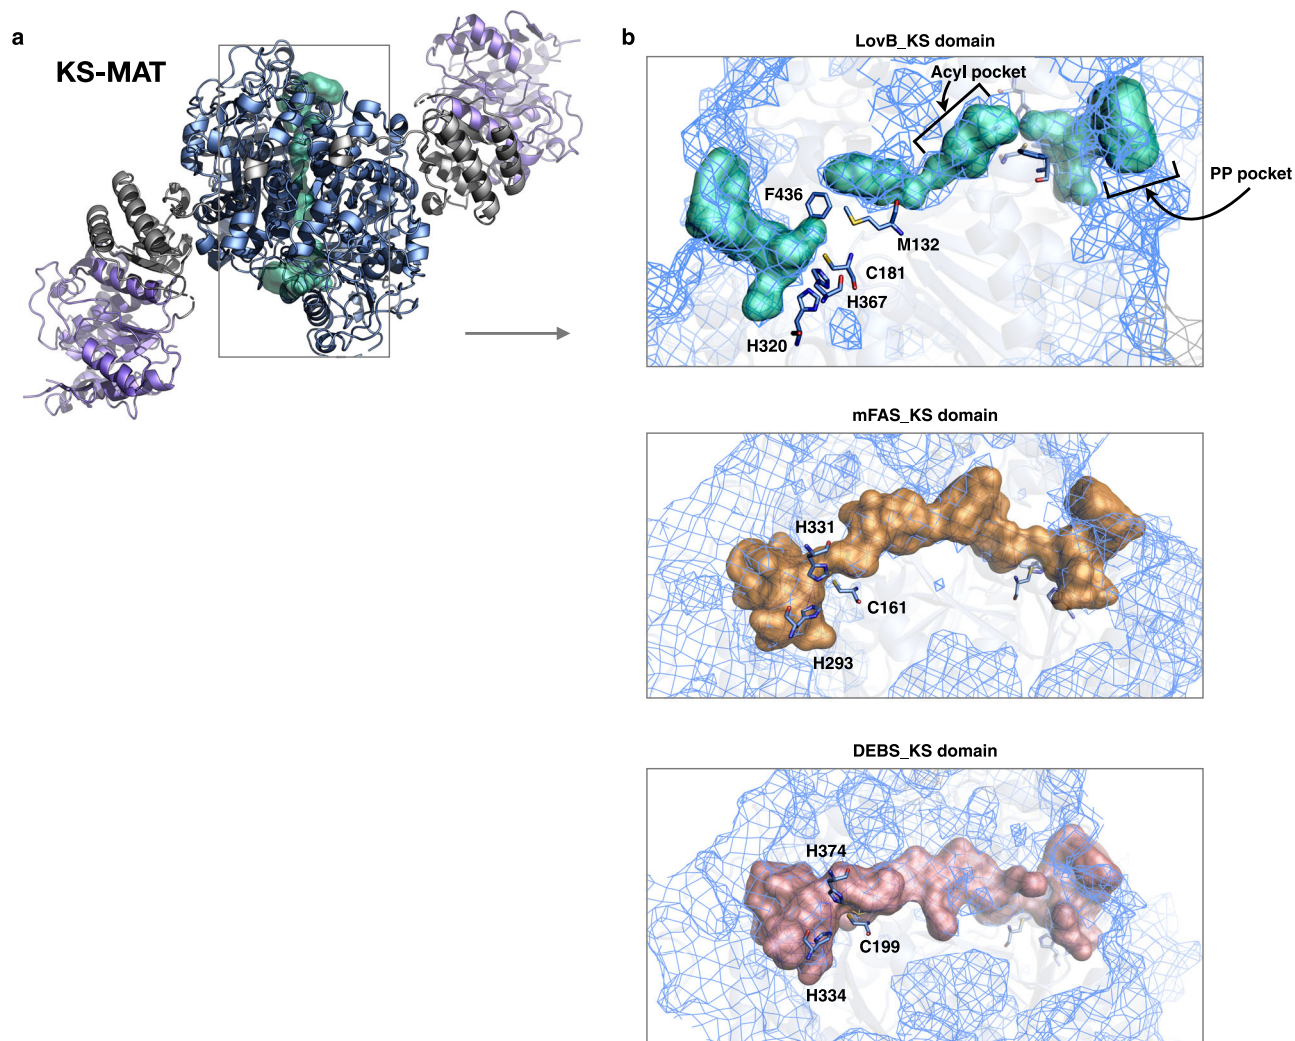 a
KS-MAT
b
LovB_KS domain
Acyl pocket
PP pocket
F436
M132
C181
H367
H320
mFAS_KS domain
H331
C161
H293
DEBS_KS domain
H374
C199
H334